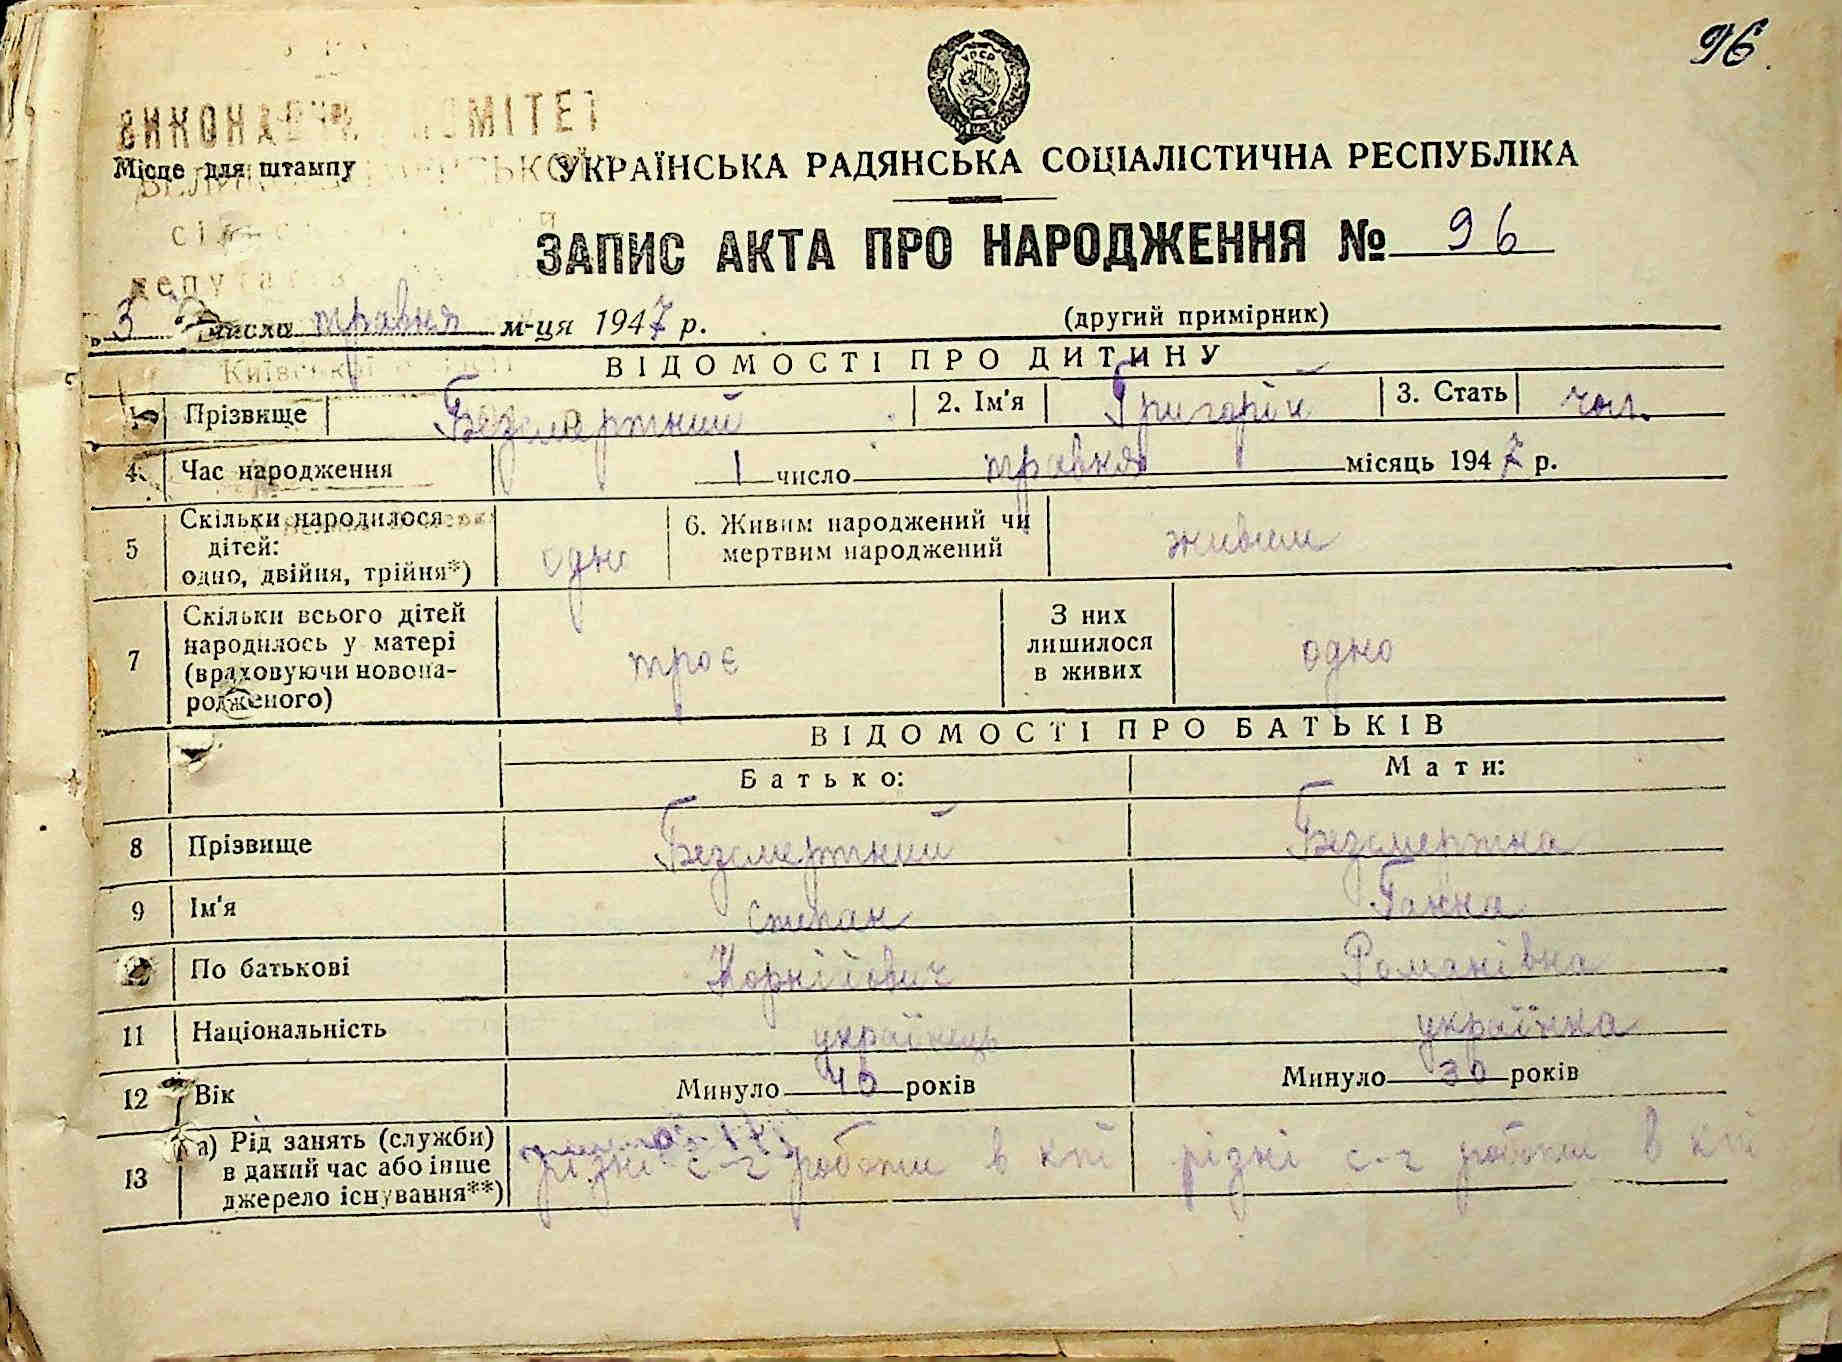 96.
УРСР
ВИКОНАВЧИЙ КОМІТЕТ
Місце для штампу
УКРАЇНСЬКА РАДЯНСЬКА СОЦІАЛІСТИЧНА РЕСПУБЛІКА
ЗАПИС АКТА ПРО НАРОДЖЕННЯ № 96
3 числа травня м-ця 1947 р.
(другий примірник)
Київської
ВІДОМОСТІ ПРО ДИТИНУ
1 Прізвище Безсмертний 2. Ім'я Григорій 3. Стать чол.
4. Час народження 1 число травня місяць 1947 р.
5 Скільки народилося дітей: одно, двійня, трійня*) одно 6. Живим народжений чи мертвим народжений живим
7 Скільки всього дітей народилось у матері (враховуючи новонародженого) троє З них лишилося в живих одно
ВІДОМОСТІ ПРО БАТЬКІВ
Батько: Мати:
8 Прізвище Безсмертний Безсмертна
9 Ім'я Степан Ганна
10 По батькові Корнійович Романівна
11 Національність українець українка
12 Вік Минуло років Минуло 30 років
13 а) Рід занять (служби) в даний час або інше джерело існування**) різні с-г роботи в різні с-г роботи в